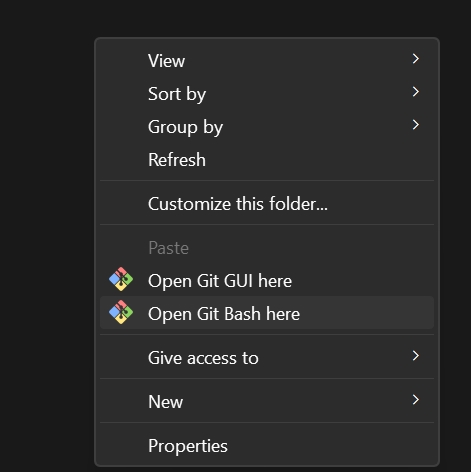 View
Sort by
Group by
Refresh
Customize this folder...
Paste
Open Git GUI here
Open Git Bash here
Give access to
New
Properties